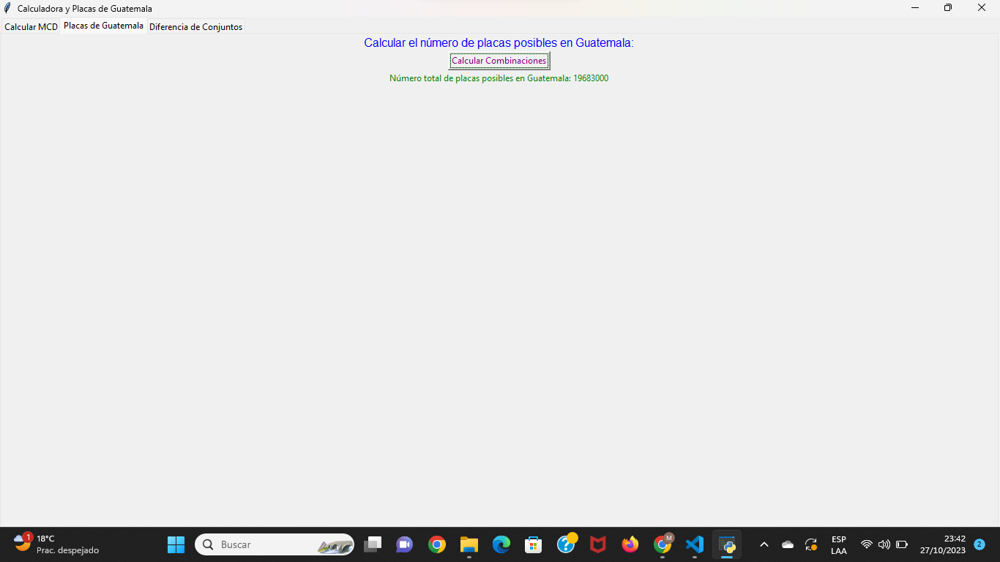 Calculadora y Placas de Guatemala
Calcular MCD Placas de Guatemala Diferencia de Conjuntos
Calcular el número de placas posibles en Guatemala:
Calcular Combinaciones
Número total de placas posibles en Guatemala: 19683000
1
18°C
Prac. despejado
Buscar
M
ESP
LAA
23:42
27/10/2023
2